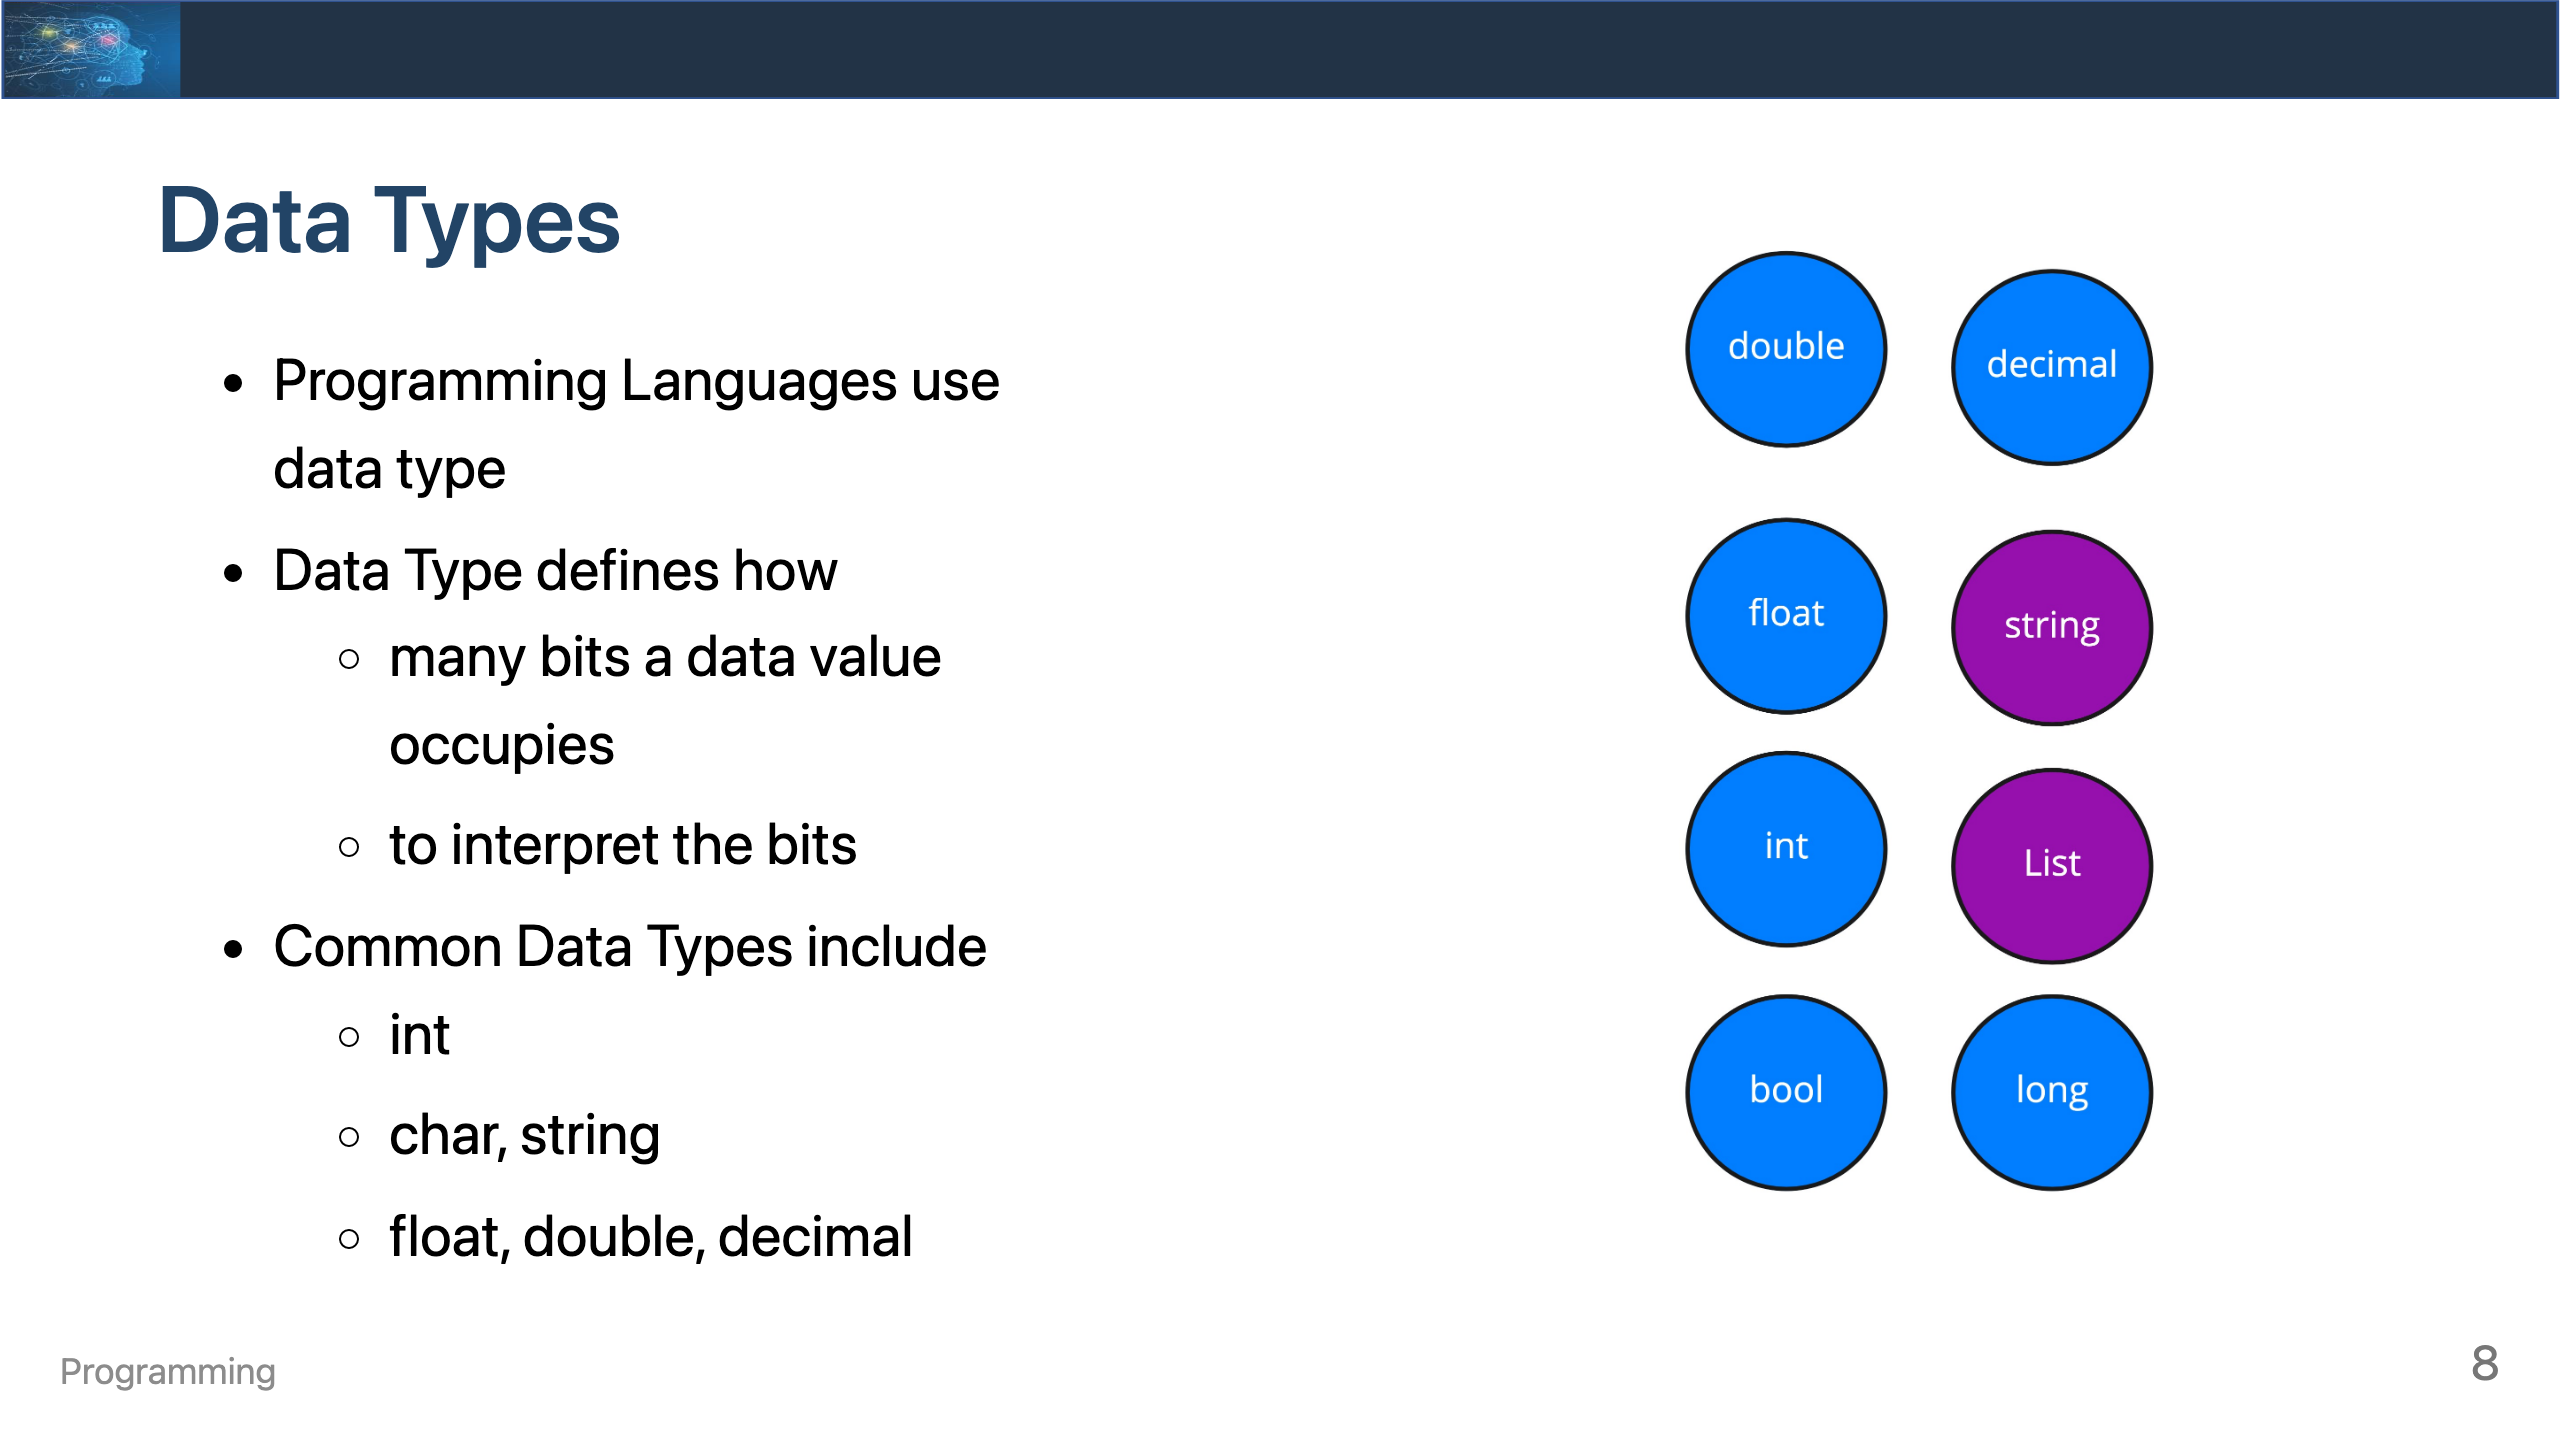 Data Types
Programming Languages use
data type
Data Type defines how
many bits a data value
occupies
to interpret the bits
Common Data Types include
int
char, string
float, double, decimal
double
decimal
float
string
int
List
bool
long
Programming
8